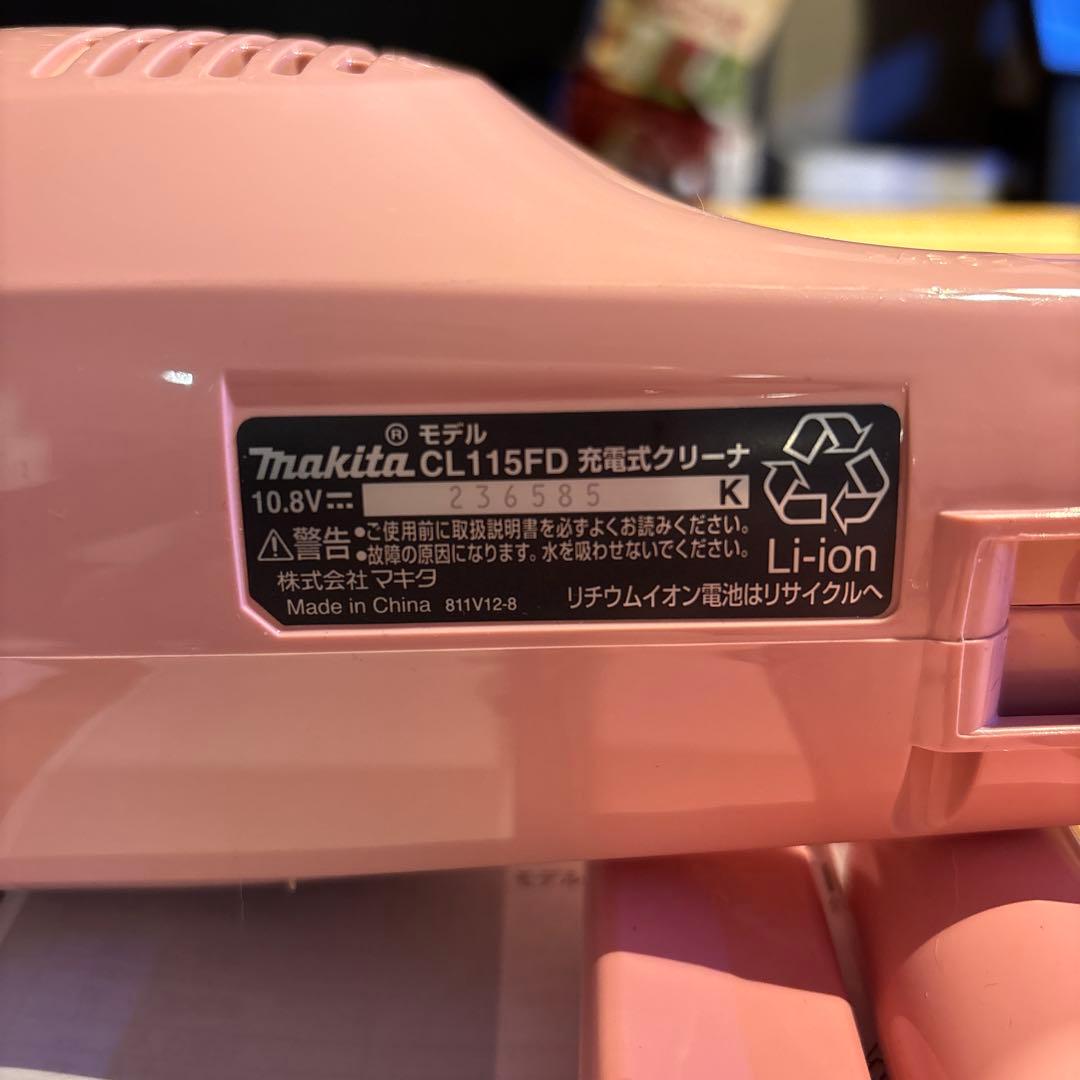 ® モデル
makita CL115FD 充電式クリーナ
10.8V⎓ 236585 K
⚠警告 ●ご使用前に取扱説明書を必ずよくお読みください。
●故障の原因になります。水を吸わせないでください。
株式会社マキタ
Made in China 811V12-8
Li-ion
リチウムイオン電池はリサイクルへ
モデル